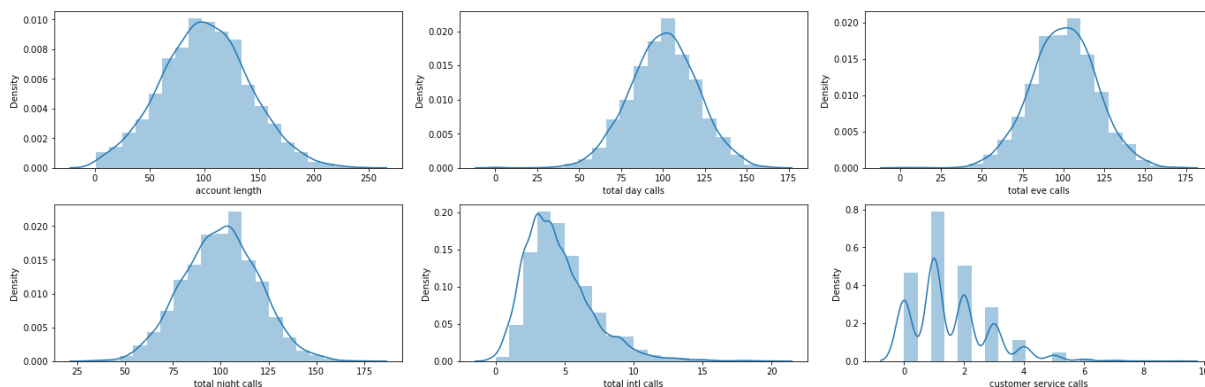 0.010
0.008
0.006
0.004
0.002
0.000
Density
0 50 100 150 200 250
account length
0.020
0.015
0.010
0.005
0.000
Density
0 25 50 75 100 125 150 175
total day calls
0.020
0.015
0.010
0.005
0.000
Density
0 25 50 75 100 125 150 175
total eve calls
0.020
0.015
0.010
0.005
0.000
Density
25 50 75 100 125 150 175
total night calls
0.20
0.15
0.10
0.05
0.00
Density
0 5 10 15 20
total intl calls
0.8
0.6
0.4
0.2
0.0
Density
0 2 4 6 8 10
customer service calls